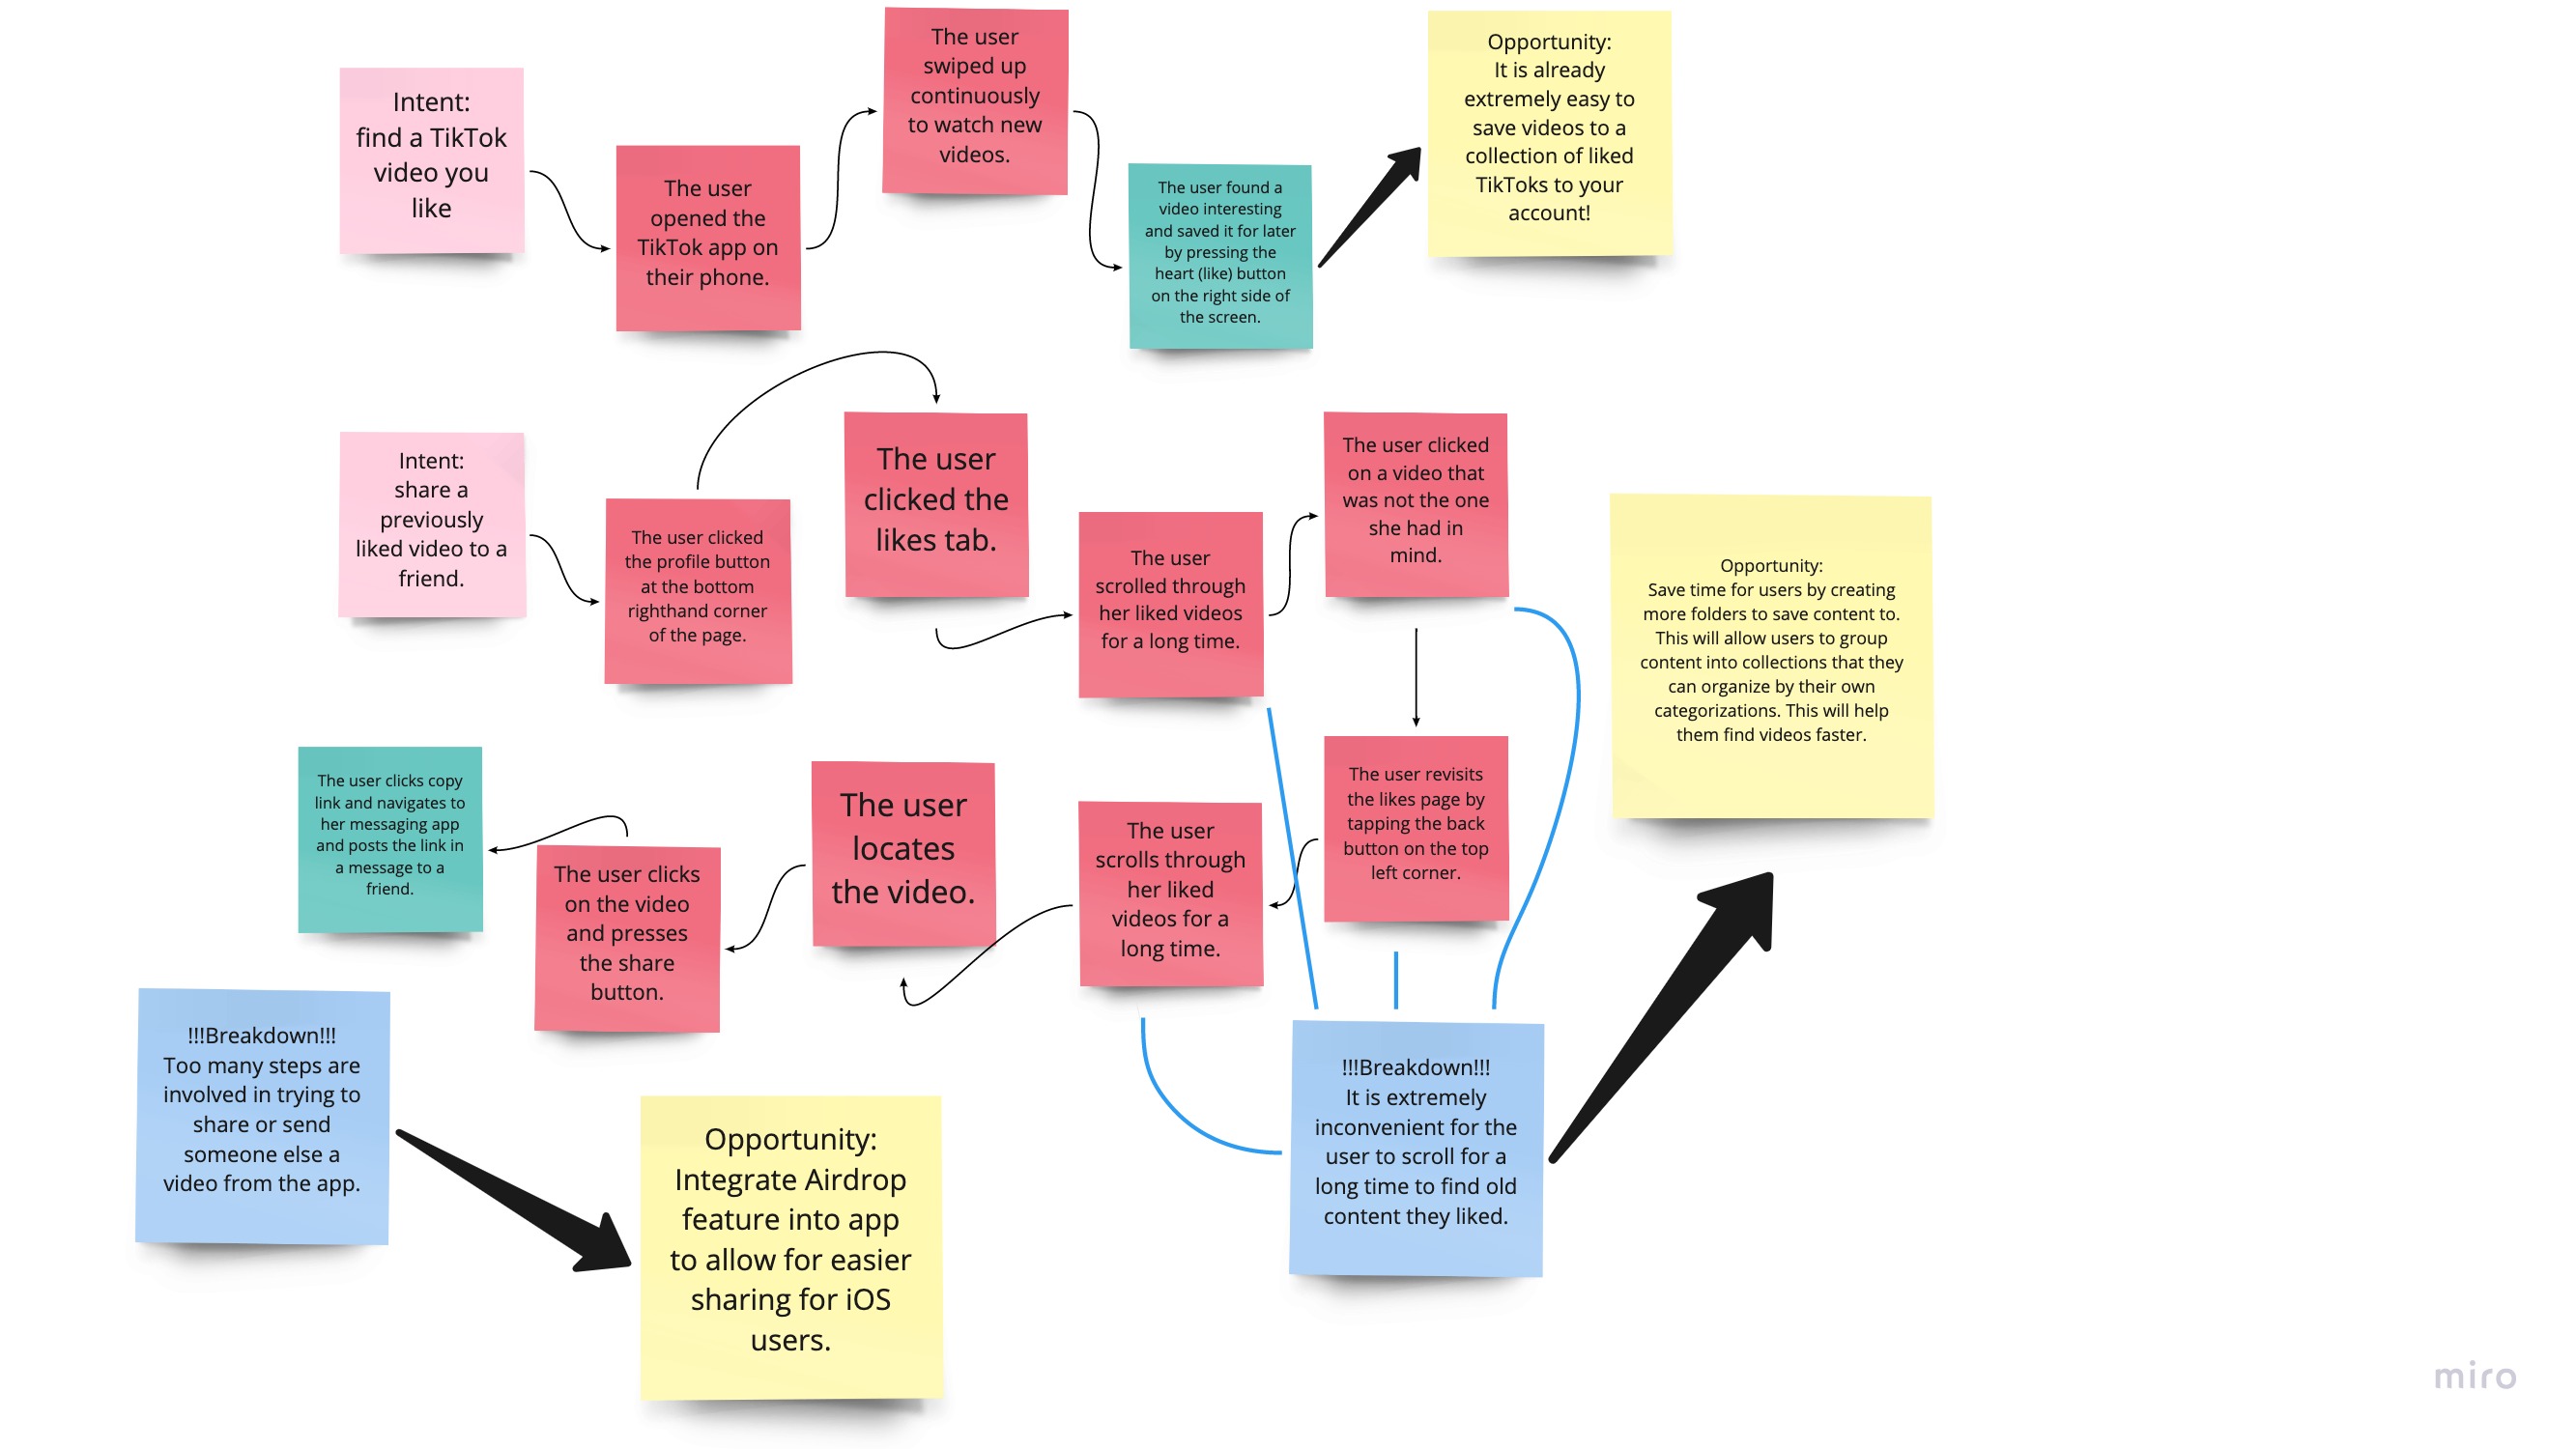 Intent:
find a TikTok
video you
like
The user
opened the
TikTok app on
their phone.
The user
swiped up
continuously
to watch new
videos.
The user found a
video interesting
and saved it for later
by pressing the
heart (like) button
on the right side of
the screen.
Opportunity:
It is already
extremely easy to
save videos to a
collection of liked
TikToks to your
account!
Intent:
share a
previously
liked video to a
friend.
The user clicked
the profile button
at the bottom
righthand corner
of the page.
The user
clicked the
likes tab.
The user
scrolled through
her liked videos
for a long time.
The user clicked
on a video that
was not the one
she had in
mind.
The user revisits
the likes page by
tapping the back
button on the top
left corner.
The user
scrolls through
her liked
videos for a
long time.
The user
locates
the video.
The user clicks
on the video
and presses
the share
button.
The user clicks copy
link and navigates to
her messaging app
and posts the link in
a message to a
friend.
Opportunity:
Save time for users by creating
more folders to save content to.
This will allow users to group
content into collections that they
can organize by their own
categorizations. This will help
them find videos faster.
!!!Breakdown!!!
Too many steps are
involved in trying to
share or send
someone else a
video from the app.
Opportunity:
Integrate Airdrop
feature into app
to allow for easier
sharing for iOS
users.
!!!Breakdown!!!
It is extremely
inconvenient for the
user to scroll for a
long time to find old
content they liked.
miro